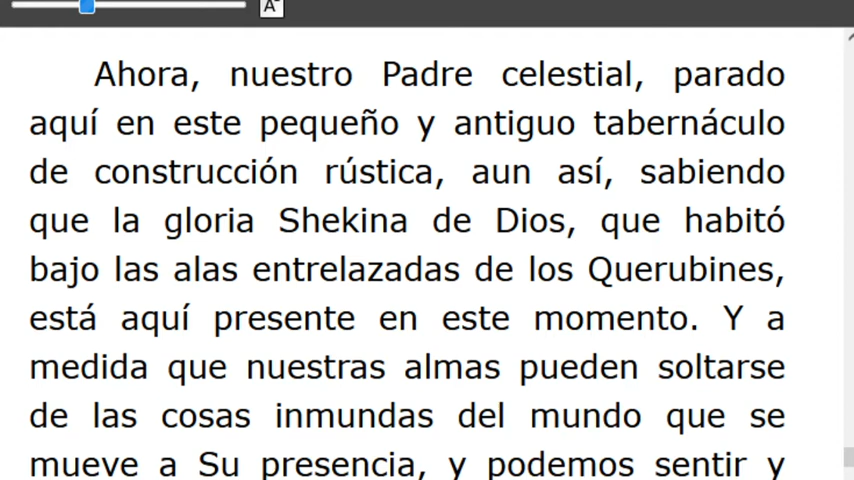 A
Ahora, nuestro Padre celestial, parado
aquí en este pequeño y antiguo tabernáculo
de construcción rústica, aun así, sabiendo
que la gloria Shekina de Dios, que habitó
bajo las alas entrelazadas de los Querubines,
está aquí presente en este momento. Y a
medida que nuestras almas pueden soltarse
de las cosas inmundas del mundo que se
mueve a Su presencia, y podemos sentir y